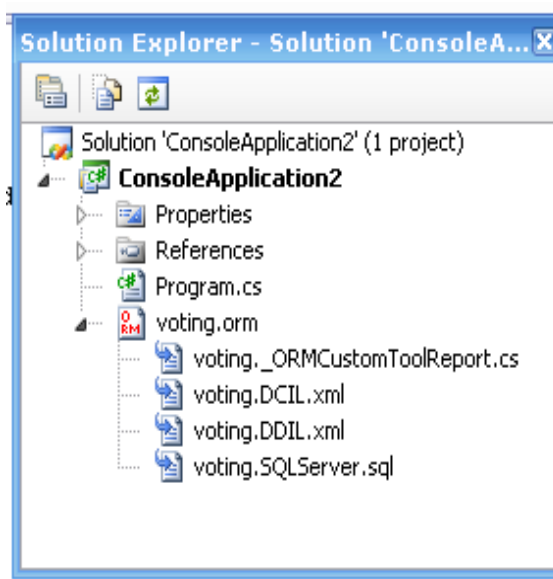 Solution Explorer - Solution 'ConsoleA...
Solution 'ConsoleApplication2' (1 project)
C# ConsoleApplication2
Properties
References
C# Program.cs
ORM voting.orm
voting._ORMCustomToolReport.cs
voting.DCIL.xml
voting.DDIL.xml
voting.SQLServer.sql